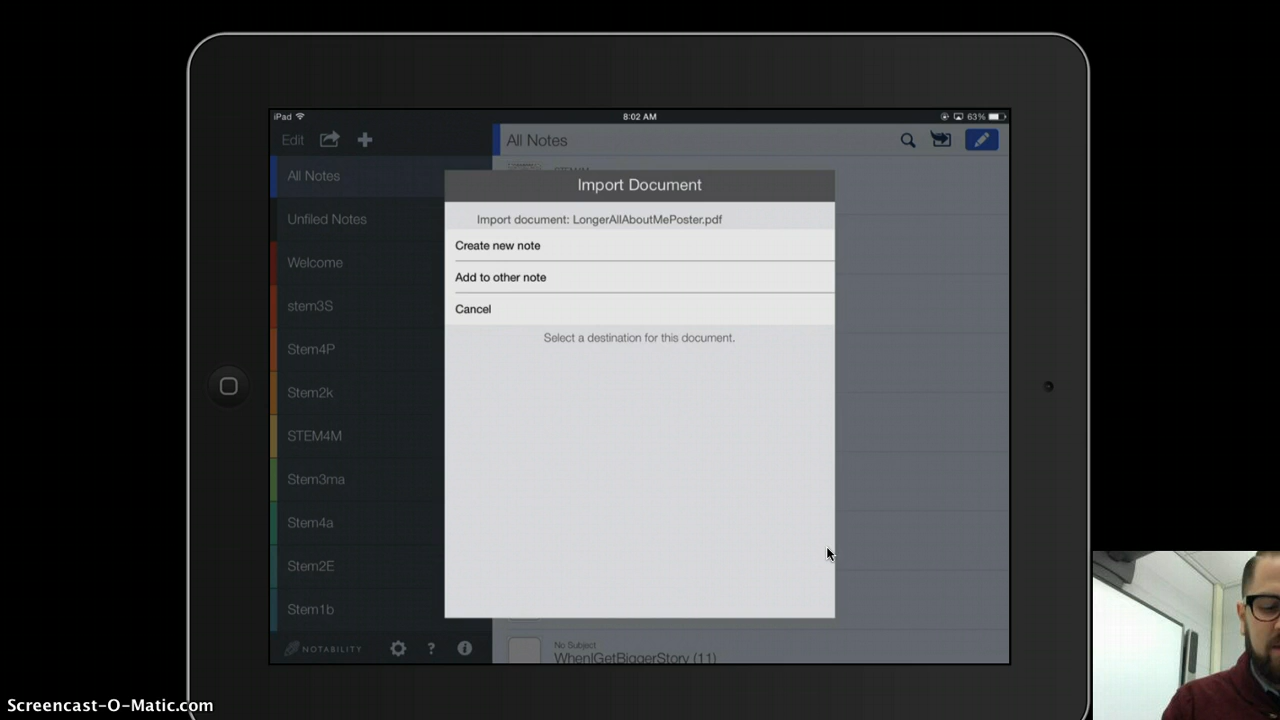 iPad
8:02 AM
63%
Edit
All Notes
All Notes
Import Document
Unfiled Notes
Import document: LongerAllAboutMePoster.pdf
Create new note
Welcome
Add to other note
stem3S
Cancel
Select a destination for this document.
Stem4P
Stem2k
STEM4M
Stem3ma
Stem4a
Stem2E
Stem1b
NOTABILITY
?
No Subject
WhenIGetBiggerStory (11)
Screencast-O-Matic.com